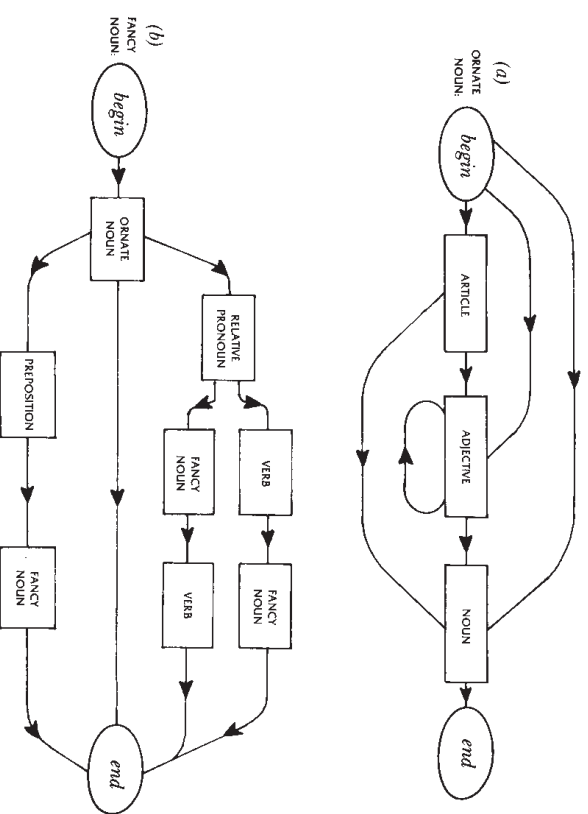 (a)
ORNATE
NOUN:
begin
ARTICLE
ADJECTIVE
NOUN
end
(b)
FANCY
NOUN:
begin
ORNATE
NOUN
RELATIVE
PRONOUN
VERB
FANCY
NOUN
FANCY
NOUN
VERB
PREPOSITION
FANCY
NOUN
end